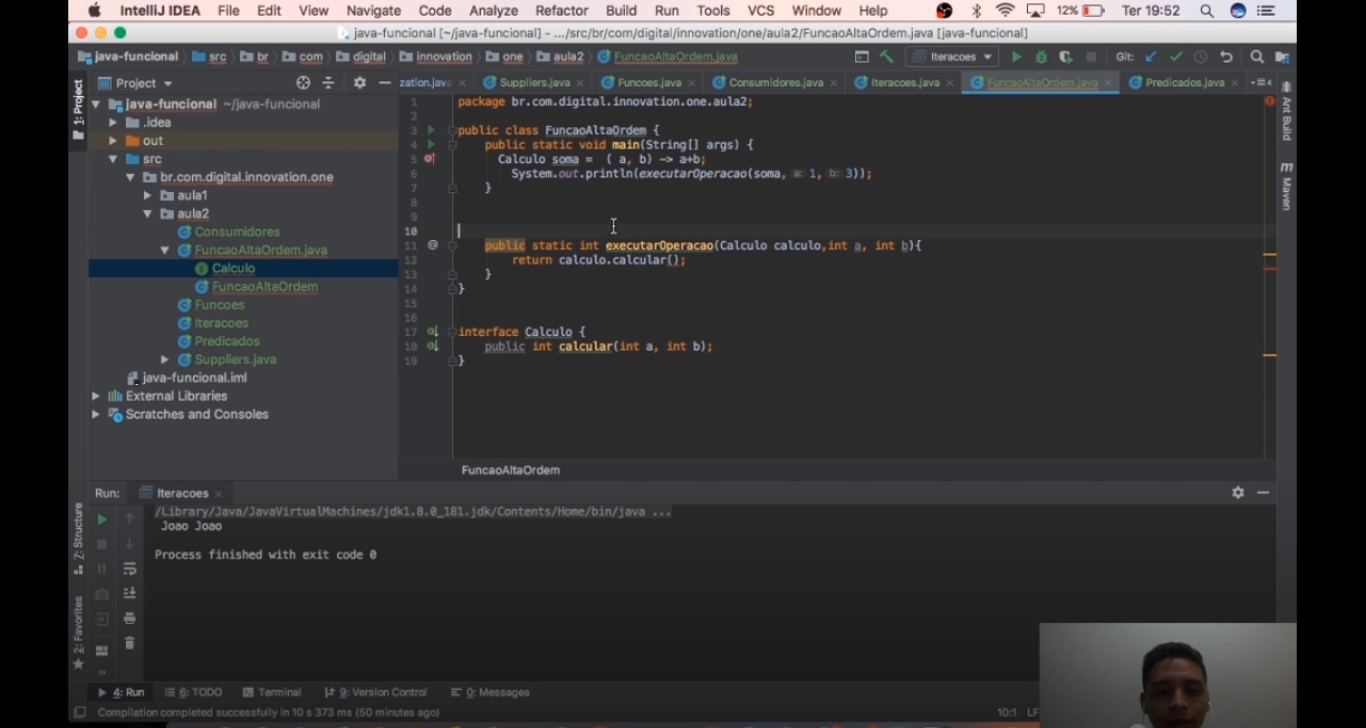 IntelliJ IDEA File Edit View Navigate Code Analyze Refactor Build Run Tools VCS Window Help 12% Ter 19:52
java-funcional [~/java-funcional] - .../src/br/com/digital/innovation/one/aula2/FuncaoAltaOrdem.java [java-funcional]
java-funcional src br com digital innovation one aula2 FuncaoAltaOrdem.java Iteracoes Git:
Project zation.java Suppliers.java Funcoes.java Consumidores.java Iteracoes.java FuncaoAltaOrdem.java Predicados.java
1: Project
java-funcional ~/java-funcional
.idea
out
src
br.com.digital.innovation.one
aula1
aula2
Consumidores
FuncaoAltaOrdem.java
Calculo
FuncaoAltaOrdem
Funcoes
Iteracoes
Predicados
Suppliers.java
java-funcional.iml
External Libraries
Scratches and Consoles
1 package br.com.digital.innovation.one.aula2;
2
3 public class FuncaoAltaOrdem {
4 public static void main(String[] args) {
5 Calculo soma = ( a, b) -> a+b;
6 System.out.println(executarOperacao(soma, a: 1, b: 3));
7 }
8
9
10
11 @ public static int executarOperacao(Calculo calculo,int a, int b){
12 return calculo.calcular();
13 }
14 }
15
16
17 interface Calculo {
18 public int calcular(int a, int b);
19 }
FuncaoAltaOrdem
Ant Build
Maven
Run: Iteracoes
/Library/Java/JavaVirtualMachines/jdk1.8.0_181.jdk/Contents/Home/bin/java ...
Joao Joao
Process finished with exit code 0
Z: Structure
2: Favorites
4: Run 6: TODO Terminal 9: Version Control 0: Messages
Compilation completed successfully in 10 s 373 ms (50 minutes ago) 10:1 LF